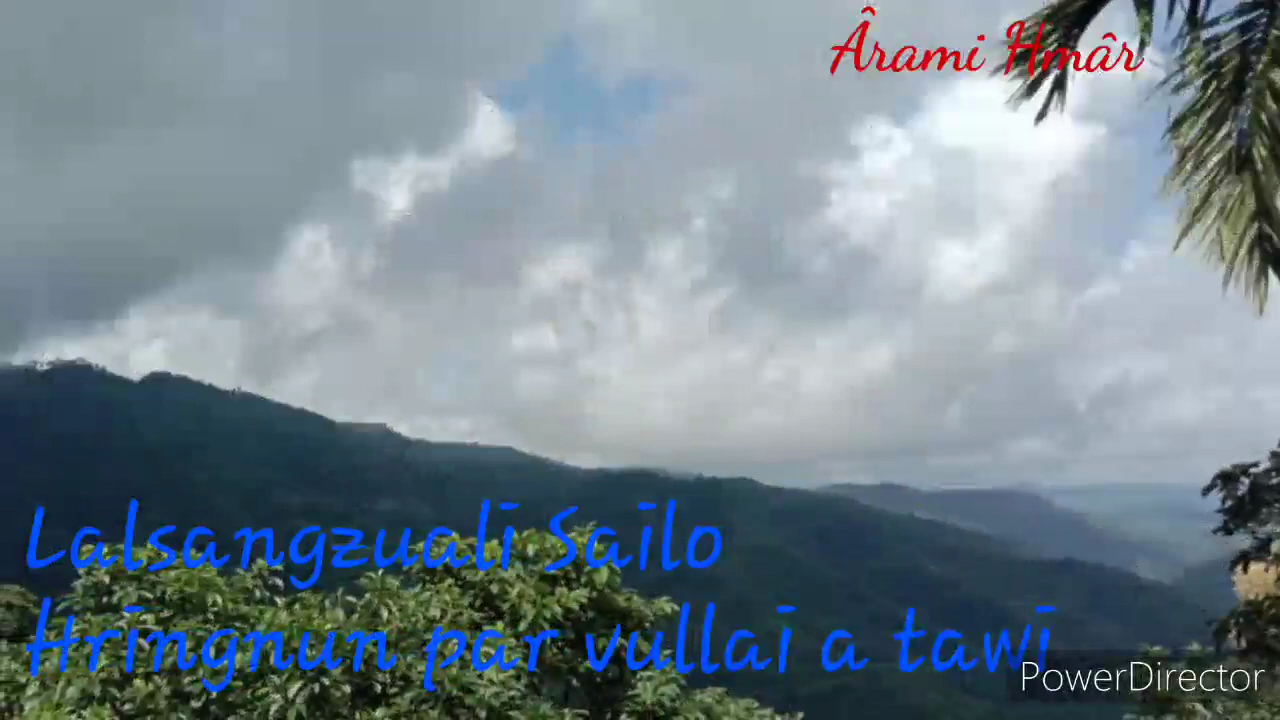 Ârami Hmâr
Lalsangzuali Sailo
Hringnun par vullai a tawi
PowerDirector